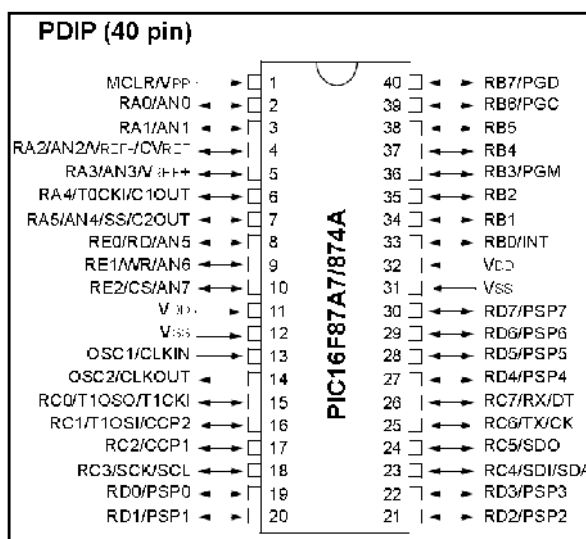 PDIP (40 pin)
MCLR/VPP 1 40 RB7/PGD
RA0/AN0 2 39 RB6/PGC
RA1/AN1 3 38 RB5
RA2/AN2/VREF-/CVREF 4 37 RB4
RA3/AN3/VREF+ 5 36 RB3/PGM
RA4/T0CKI/C1OUT 6 35 RB2
RA5/AN4/SS/C2OUT 7 34 RB1
RE0/RD/AN5 8 33 RB0/INT
RE1/WR/AN6 9 32 VDD
RE2/CS/AN7 10 31 VSS
VDD 11 30 RD7/PSP7
VSS 12 29 RD6/PSP6
OSC1/CLKIN 13 28 RD5/PSP5
OSC2/CLKOUT 14 27 RD4/PSP4
RC0/T1OSO/T1CKI 15 26 RC7/RX/DT
RC1/T1OSI/CCP2 16 25 RC6/TX/CK
RC2/CCP1 17 24 RC5/SDO
RC3/SCK/SCL 18 23 RC4/SDI/SDA
RD0/PSP0 19 22 RD3/PSP3
RD1/PSP1 20 21 RD2/PSP2
PIC16F87A7/874A